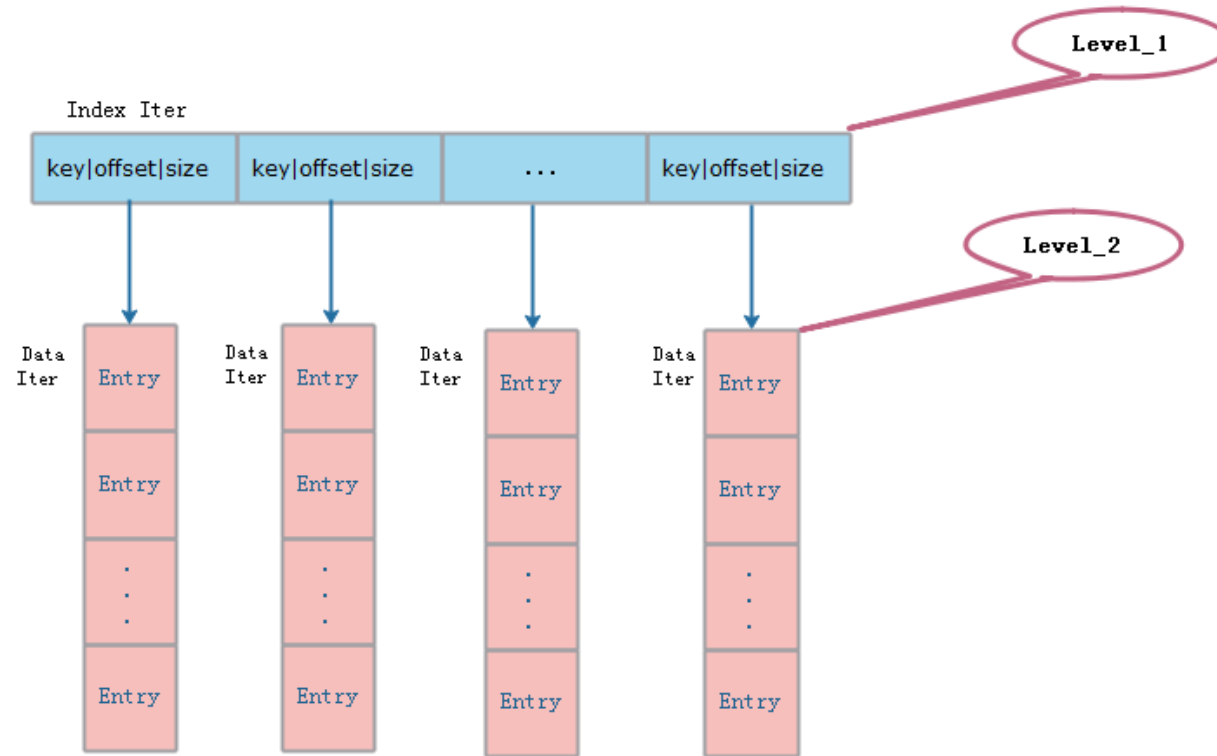 Level_1
Index Iter
key|offset|size key|offset|size ... key|offset|size
Level_2
Data Data Data Data
Iter Iter Iter Iter
Entry Entry Entry Entry
Entry Entry Entry Entry
. . . .
. . . .
. . . .
Entry Entry Entry Entry